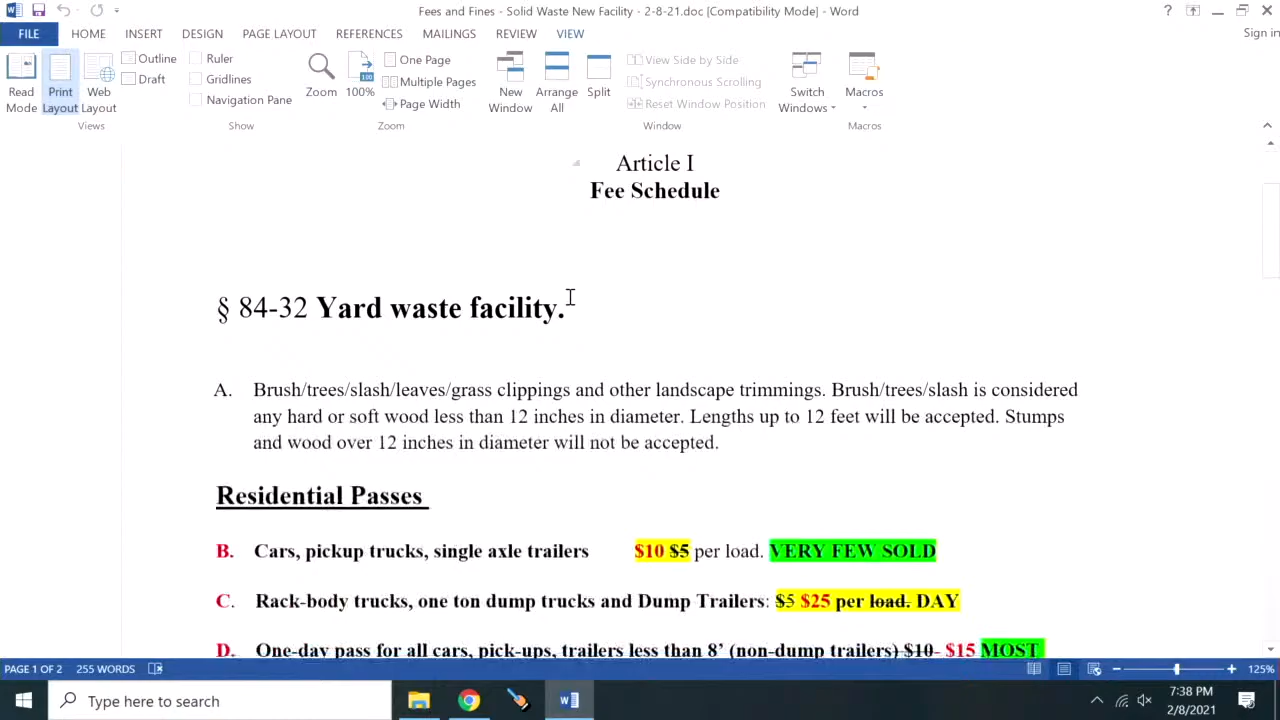 Fees and Fines - Solid Waste New Facility - 2-8-21.doc [Compatibility Mode] - Word
?
FILE HOME INSERT DESIGN PAGE LAYOUT REFERENCES MAILINGS REVIEW VIEW Sign in
Read Mode
Print Layout
Web Layout
Outline
Draft
Views
Ruler
Gridlines
Navigation Pane
Show
Zoom
100%
One Page
Multiple Pages
Page Width
Zoom
New Window
Arrange All
Split
View Side by Side
Synchronous Scrolling
Reset Window Position
Window
Switch Windows
Macros
Macros
Article I
Fee Schedule
§ 84-32 Yard waste facility.
A. Brush/trees/slash/leaves/grass clippings and other landscape trimmings. Brush/trees/slash is considered
any hard or soft wood less than 12 inches in diameter. Lengths up to 12 feet will be accepted. Stumps
and wood over 12 inches in diameter will not be accepted.
Residential Passes
B. Cars, pickup trucks, single axle trailers $10 $5 per load. VERY FEW SOLD
C. Rack-body trucks, one ton dump trucks and Dump Trailers: $5 $25 per load. DAY
D. One-day pass for all cars, pick-ups, trailers less than 8’ (non-dump trailers) $10- $15 MOST
PAGE 1 OF 2 255 WORDS 125%
Type here to search
7:38 PM
2/8/2021